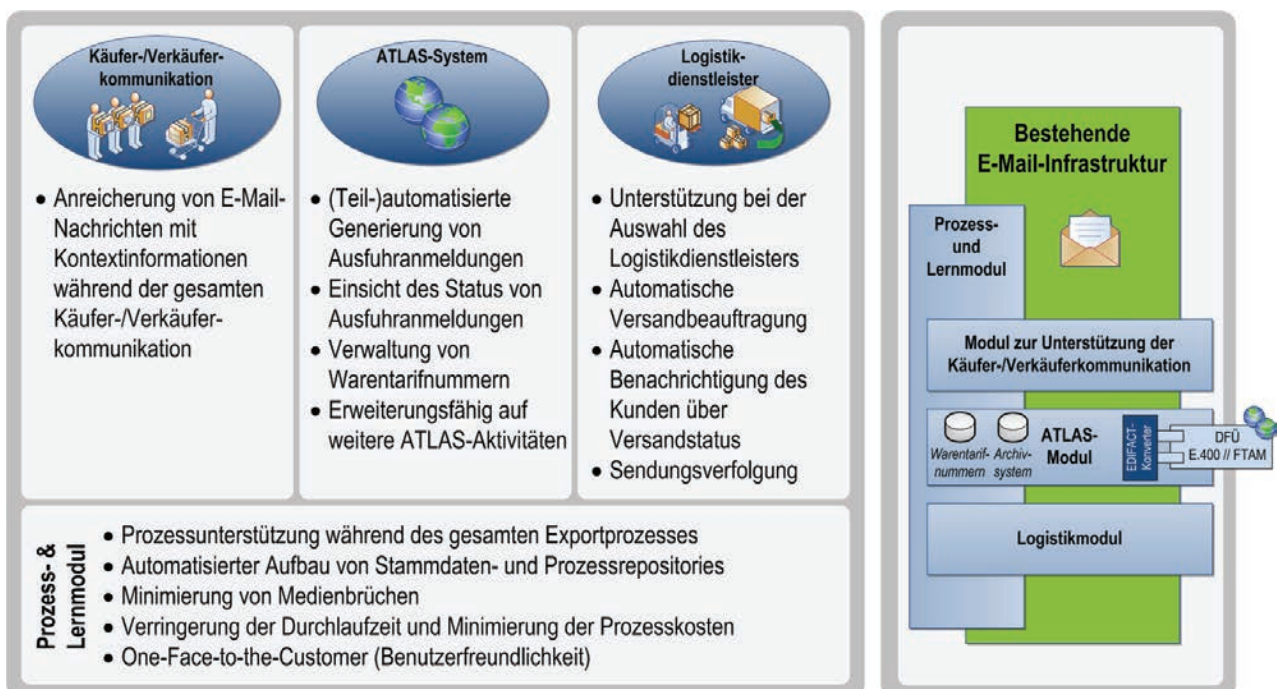 Käufer-/Verkäufer-
kommunikation
• Anreicherung von E-Mail-
Nachrichten mit
Kontextinformationen
während der gesamten
Käufer-/Verkäufer-
kommunikation
ATLAS-System
• (Teil-)automatisierte
Generierung von
Ausfuhranmeldungen
• Einsicht des Status von
Ausfuhranmeldungen
• Verwaltung von
Warentarifnummern
• Erweiterungsfähig auf
weitere ATLAS-Aktivitäten
Logistik-
dienstleister
• Unterstützung bei der
Auswahl des
Logistikdienstleisters
• Automatische
Versandbeauftragung
• Automatische
Benachrichtigung des
Kunden über
Versandstatus
• Sendungsverfolgung
Prozess- &
Lernmodul
• Prozessunterstützung während des gesamten Exportprozesses
• Automatisierter Aufbau von Stammdaten- und Prozessrepositories
• Minimierung von Medienbrüchen
• Verringerung der Durchlaufzeit und Minimierung der Prozesskosten
• One-Face-to-the-Customer (Benutzerfreundlichkeit)
Bestehende
E-Mail-Infrastruktur
Prozess-
und
Lernmodul
Modul zur Unterstützung der
Käufer-/Verkäuferkommunikation
Warentarif-
nummern
Archiv-
system
ATLAS-
Modul
EDIFACT-
Konverter
DFÜ
E.400 // FTAM
Logistikmodul